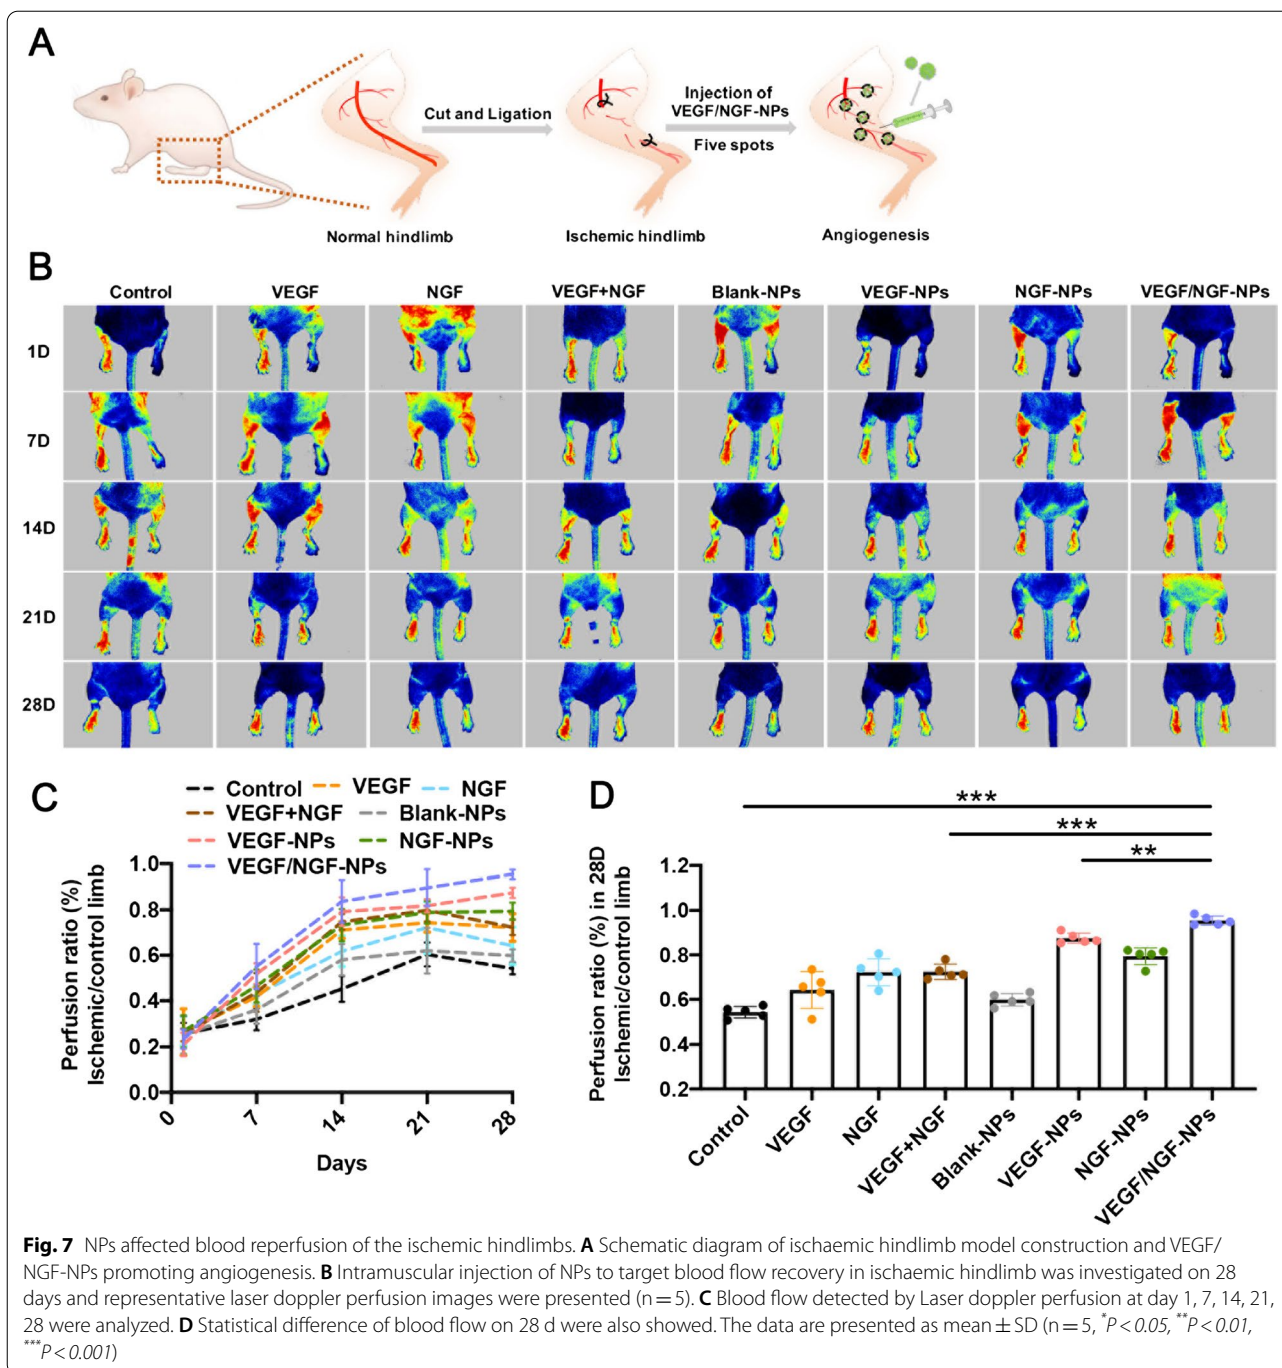 A
Cut and Ligation
Injection of
VEGF/NGF-NPs
Five spots
Normal hindlimb
Ischemic hindlimb
Angiogenesis
B
Control VEGF NGF VEGF+NGF Blank-NPs VEGF-NPs NGF-NPs VEGF/NGF-NPs
1D
7D
14D
21D
28D
C
Control VEGF NGF
VEGF+NGF Blank-NPs
VEGF-NPs NGF-NPs
VEGF/NGF-NPs
Perfusion ratio (%)
Ischemic/control limb
1.0
0.8
0.6
0.4
0.2
0.0
0 7 14 21 28
Days
D
***
***
**
Perfusion ratio (%) in 28D
Ischemic/control limb
1.2
1.0
0.8
0.6
0.4
0.2
Control VEGF NGF VEGF+NGF Blank-NPs VEGF-NPs NGF-NPs VEGF/NGF-NPs
Fig. 7 NPs affected blood reperfusion of the ischemic hindlimbs. A Schematic diagram of ischaemic hindlimb model construction and VEGF/
NGF-NPs promoting angiogenesis. B Intramuscular injection of NPs to target blood flow recovery in ischaemic hindlimb was investigated on 28
days and representative laser doppler perfusion images were presented (n = 5). C Blood flow detected by Laser doppler perfusion at day 1, 7, 14, 21,
28 were analyzed. D Statistical difference of blood flow on 28 d were also showed. The data are presented as mean ± SD (n = 5, *P < 0.05, **P < 0.01,
***P < 0.001)